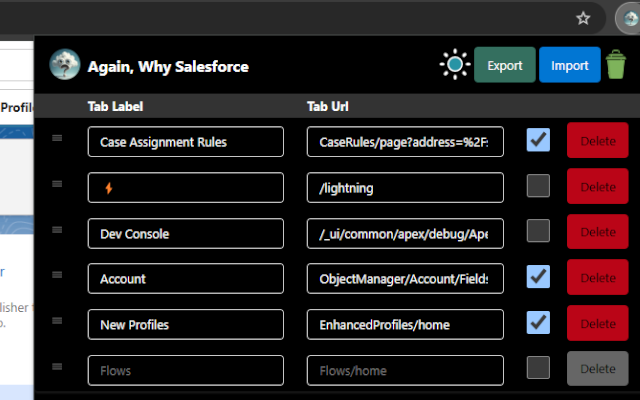 Again, Why Salesforce
Export
Import
Profile
Tab Label
Tab Url
Case Assignment Rules
CaseRules/page?address=%2F
Delete
/lightning
Delete
Dev Console
/_ui/common/apex/debug/Ape
Delete
Account
ObjectManager/Account/Fields
Delete
New Profiles
EnhancedProfiles/home
Delete
Flows
Flows/home
Delete